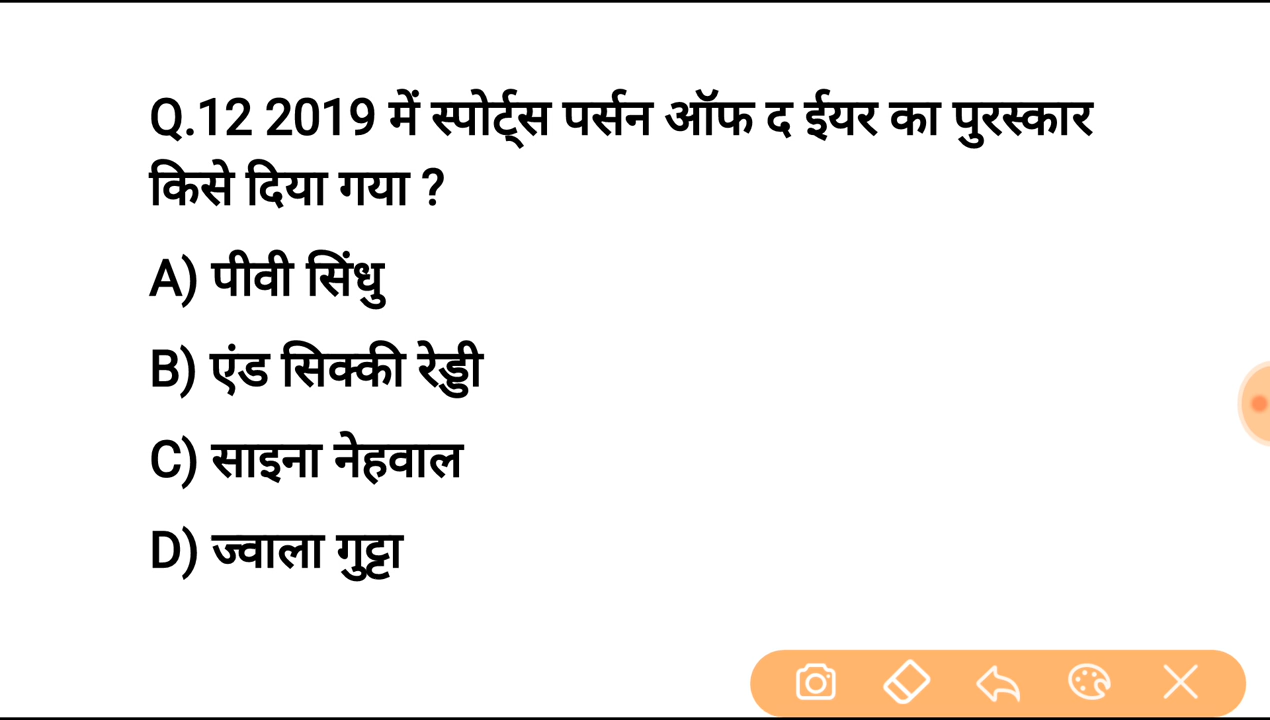 Q.12 2019 में स्पोर्ट्स पर्सन ऑफ द ईयर का पुरस्कार
किसे दिया गया ?
A) पीवी सिंधु
B) एंड सिक्की रेड्डी
C) साइना नेहवाल
D) ज्वाला गुट्टा